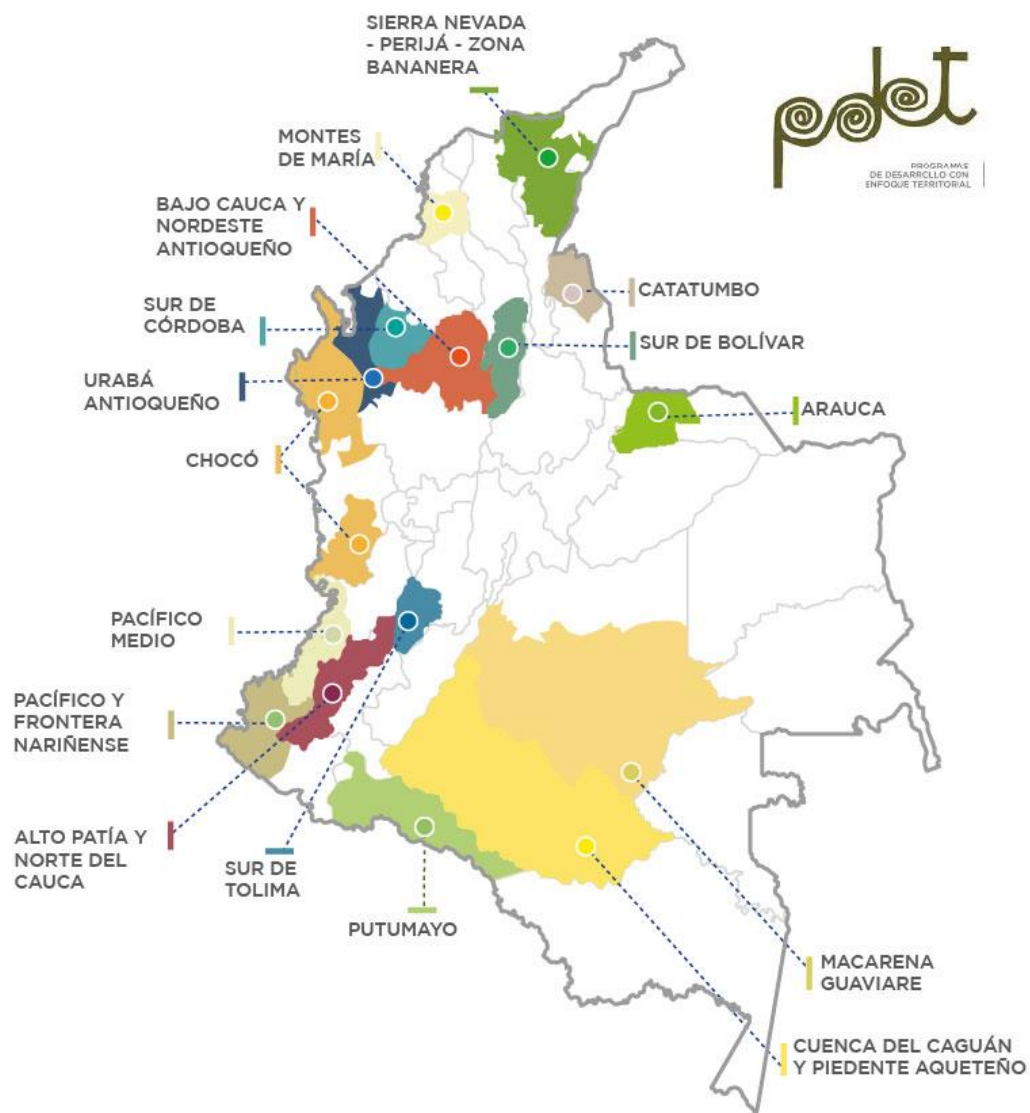 SIERRA NEVADA
- PERIJÁ - ZONA
BANANERA
pdet
PROGRAMAS
DE DESARROLLO CON
ENFOQUE TERRITORIAL
MONTES
DE MARÍA
BAJO CAUCA Y
NORDESTE
ANTIOQUEÑO
CATATUMBO
SUR DE
CÓRDOBA
SUR DE BOLÍVAR
URABÁ
ANTIOQUEÑO
ARAUCA
CHOCÓ
PACÍFICO
MEDIO
PACÍFICO Y
FRONTERA
NARIÑENSE
ALTO PATÍA Y
NORTE DEL
CAUCA
SUR DE
TOLIMA
PUTUMAYO
MACARENA
GUAVIARE
CUENCA DEL CAGUÁN
Y PIEDENTE AQUETEÑO